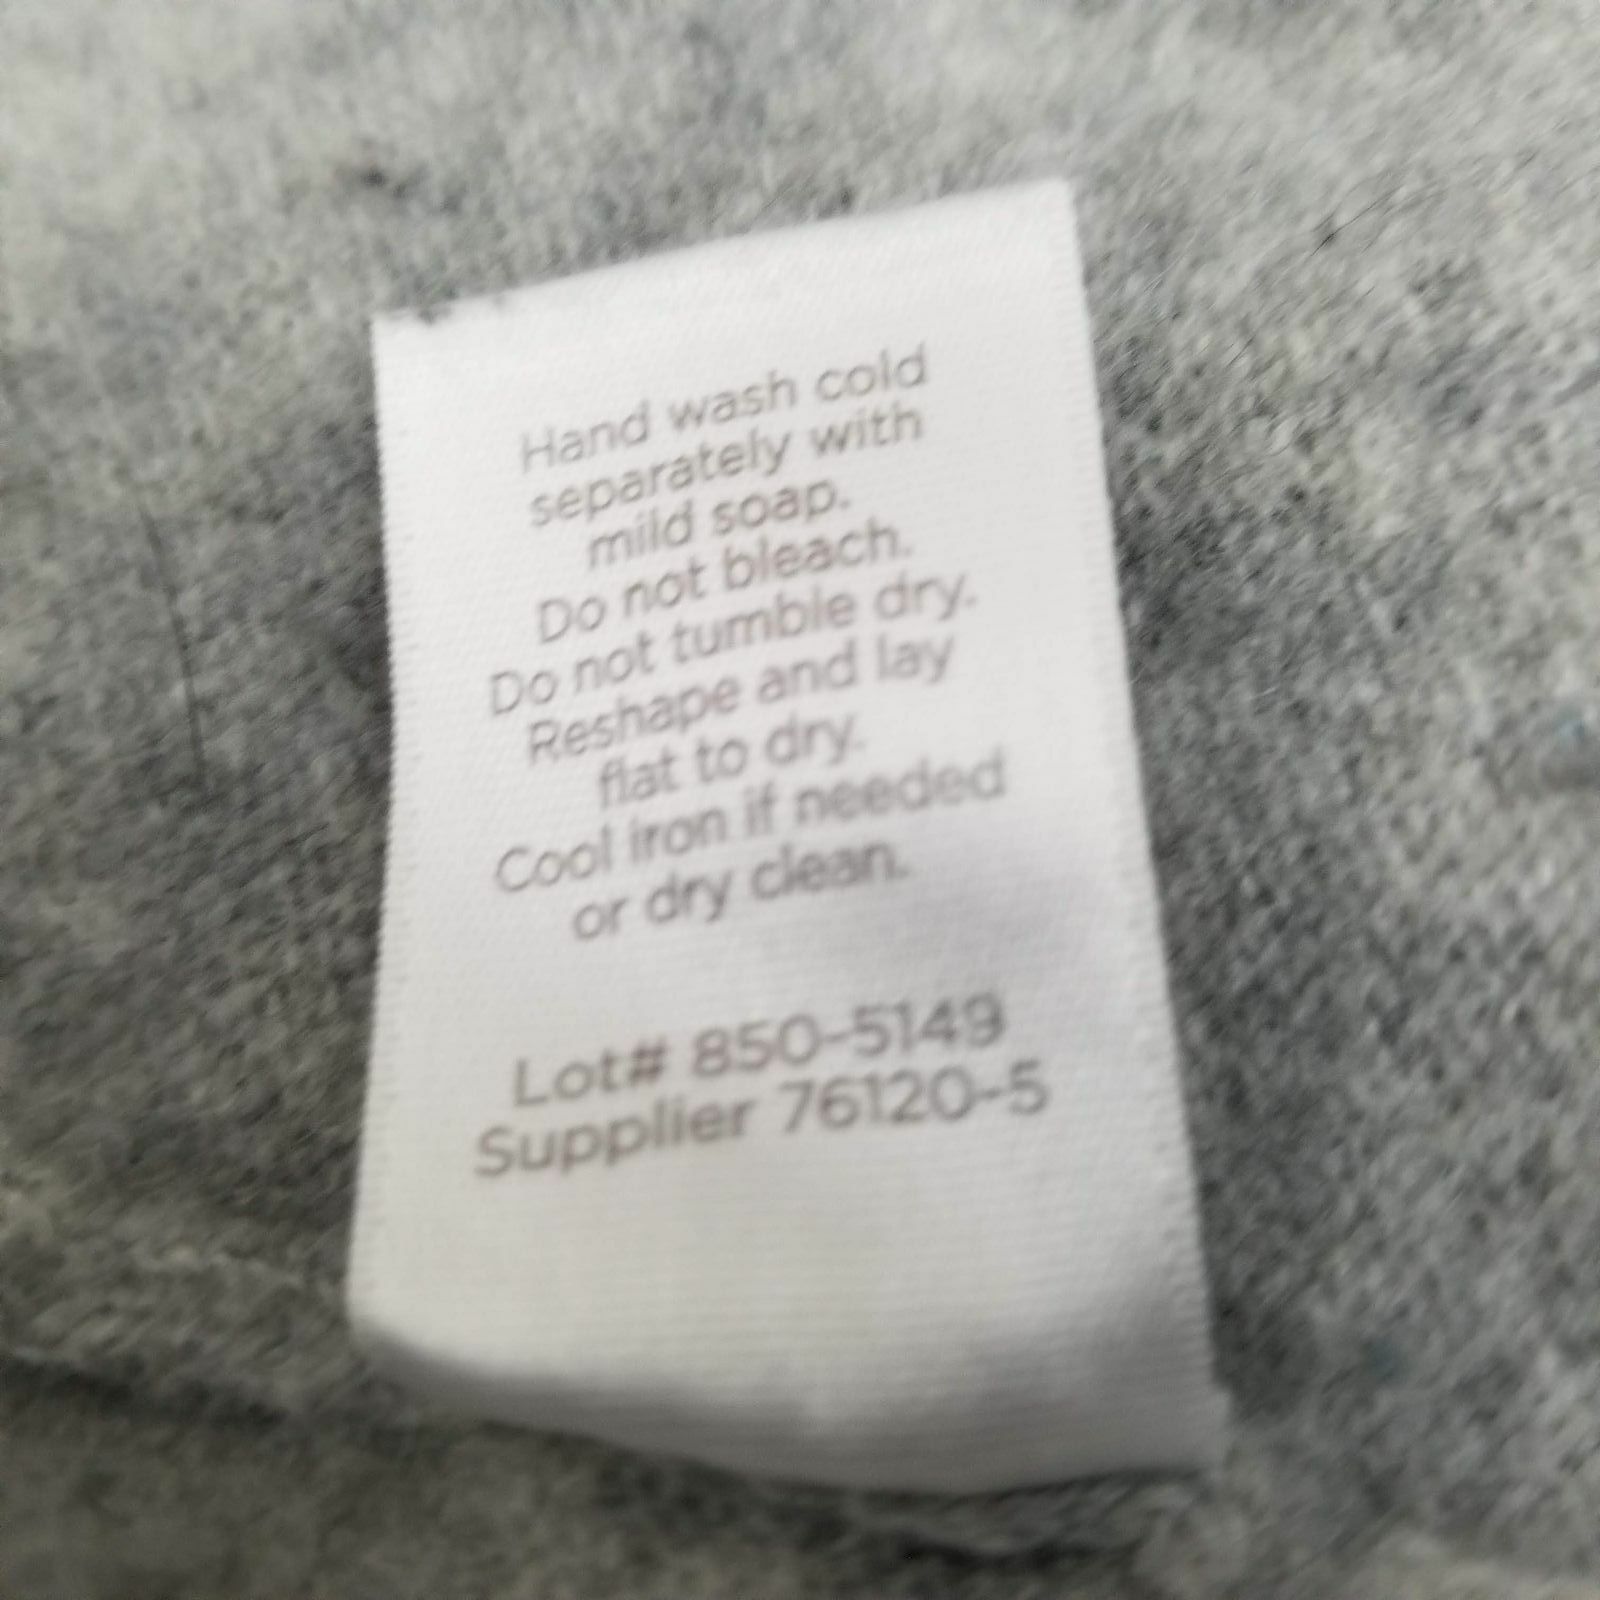 Hand wash cold
separately with
mild soap.
Do not bleach.
Do not tumble dry.
Reshape and lay
flat to dry.
Cool iron if needed
or dry clean.
Lot# 850-5149
Supplier 76120-5